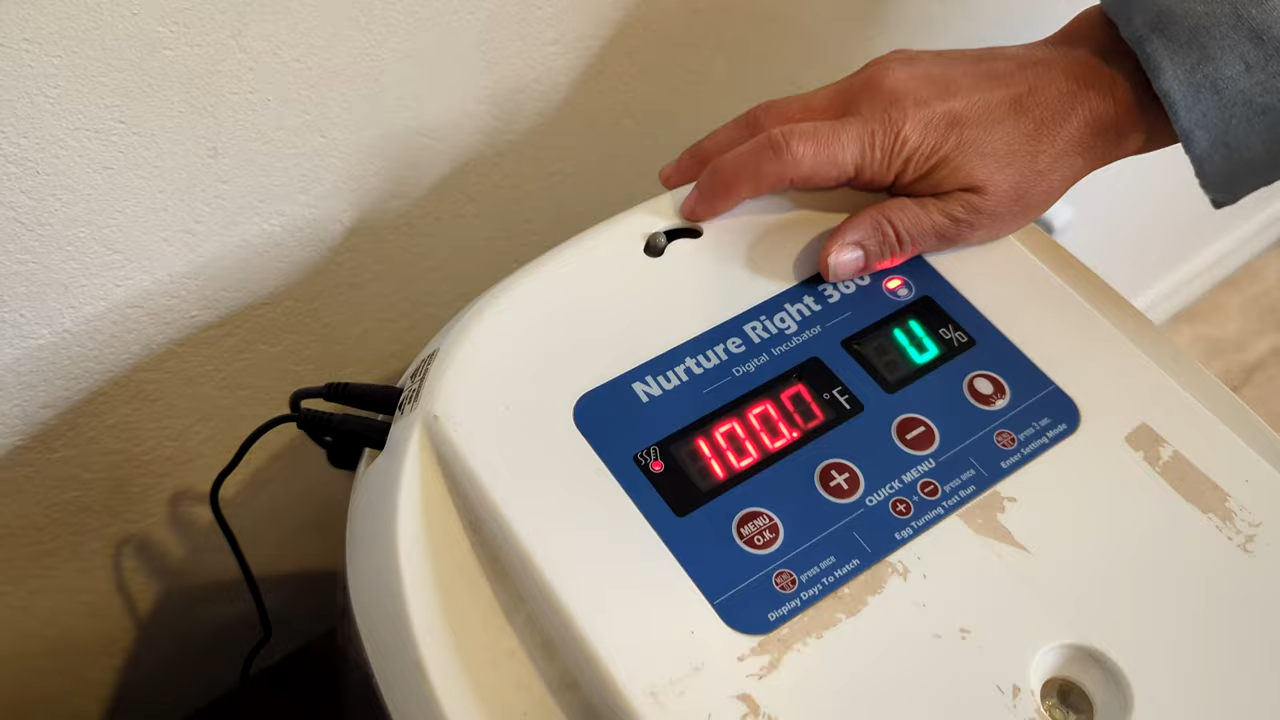 Nurture Right 360
Digital Incubator
100.0 °F
U %
MENU
O.K.
+
−
QUICK MENU
press once
Display Days To Hatch
+ + − press once
Egg Turning Test Run
press 3 sec.
Enter Setting Mode